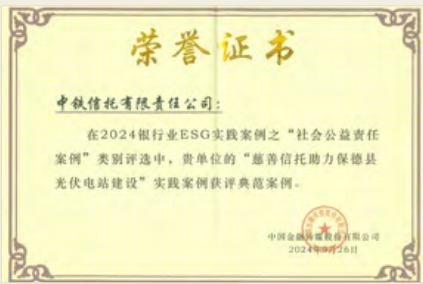 荣誉证书
中铁信托有限责任公司：
在2024银行业ESG实践案例之“社会公益责任
案例”类别评选中，贵单位的“慈善信托助力保德县
光伏电站建设”实践案例获评典范案例。
中国金融传媒股份有限公司
2024年9月26日